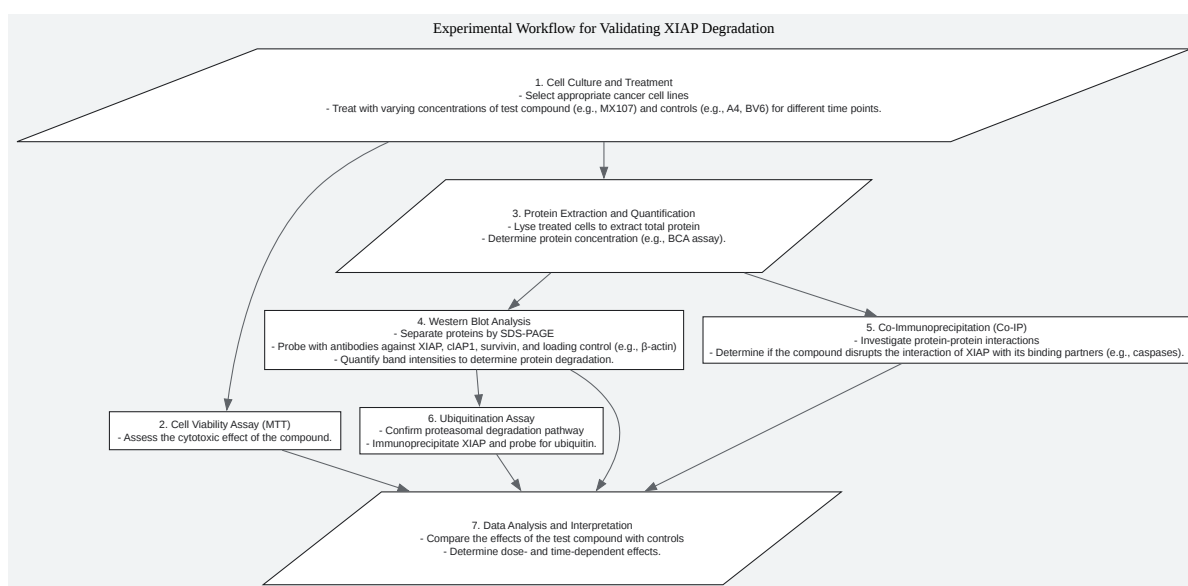 Experimental Workflow for Validating XIAP Degradation
1. Cell Culture and Treatment
- Select appropriate cancer cell lines
- Treat with varying concentrations of test compound (e.g., MX107) and controls (e.g., A4, BV6) for different time points.
3. Protein Extraction and Quantification
- Lyse treated cells to extract total protein
- Determine protein concentration (e.g., BCA assay).
4. Western Blot Analysis
- Separate proteins by SDS-PAGE
- Probe with antibodies against XIAP, cIAP1, survivin, and loading control (e.g., β-actin)
- Quantify band intensities to determine protein degradation.
5. Co-Immunoprecipitation (Co-IP)
- Investigate protein-protein interactions
- Determine if the compound disrupts the interaction of XIAP with its binding partners (e.g., caspases).
2. Cell Viability Assay (MTT)
- Assess the cytotoxic effect of the compound.
6. Ubiquitination Assay
- Confirm proteasomal degradation pathway
- Immunoprecipitate XIAP and probe for ubiquitin.
7. Data Analysis and Interpretation
- Compare the effects of the test compound with controls
- Determine dose- and time-dependent effects.